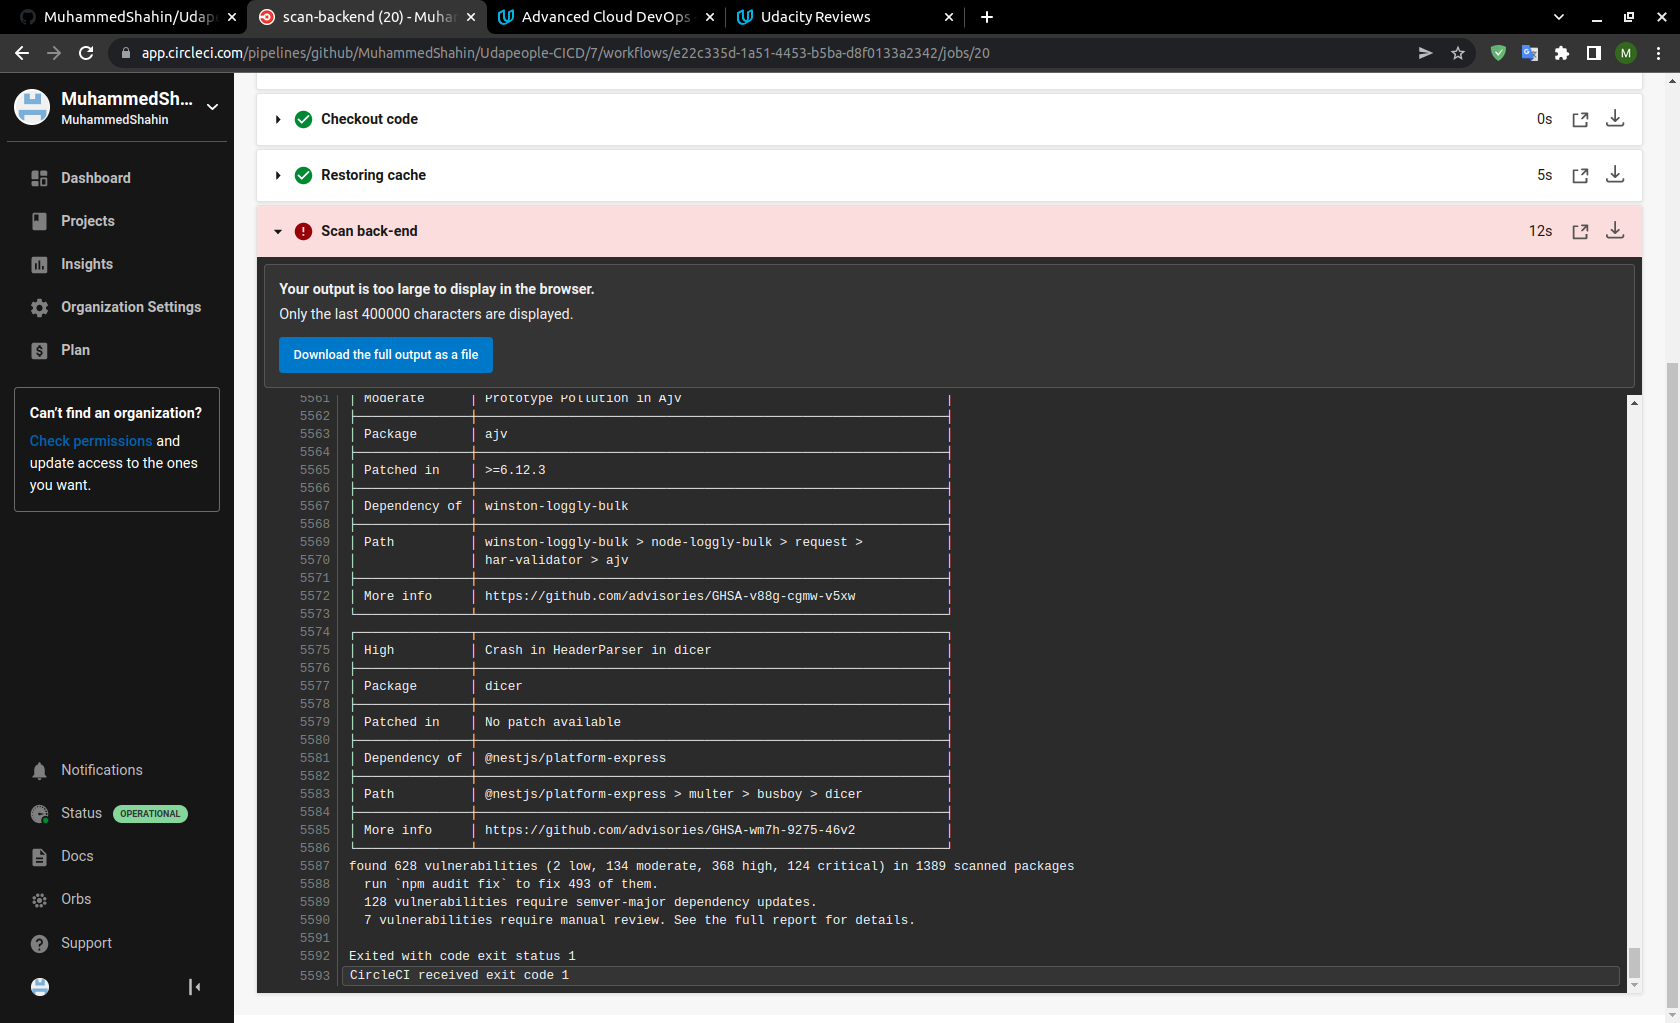 MuhammedShahin/Udap
scan-backend (20) - Muha
Advanced Cloud DevOps
Udacity Reviews
app.circleci.com/pipelines/github/MuhammedShahin/Udapeople-CICD/7/workflows/e22c335d-1a51-4453-b5ba-d8f0133a2342/jobs/20
M
MuhammedSh...
MuhammedShahin
Dashboard
Projects
Insights
Organization Settings
Plan
Can't find an organization?
Check permissions and
update access to the ones
you want.
Notifications
Status OPERATIONAL
Docs
Orbs
Support
Checkout code 0s
Restoring cache 5s
Scan back-end 12s
Your output is too large to display in the browser.
Only the last 400000 characters are displayed.
Download the full output as a file
5561 │ Moderate │ Prototype Pollution in Ajv │
5562
5563 │ Package │ ajv │
5564
5565 │ Patched in │ >=6.12.3 │
5566
5567 │ Dependency of │ winston-loggly-bulk │
5568
5569 │ Path │ winston-loggly-bulk > node-loggly-bulk > request > │
5570 │ │ har-validator > ajv │
5571
5572 │ More info │ https://github.com/advisories/GHSA-v88g-cgmw-v5xw │
5573
5574
5575 │ High │ Crash in HeaderParser in dicer │
5576
5577 │ Package │ dicer │
5578
5579 │ Patched in │ No patch available │
5580
5581 │ Dependency of │ @nestjs/platform-express │
5582
5583 │ Path │ @nestjs/platform-express > multer > busboy > dicer │
5584
5585 │ More info │ https://github.com/advisories/GHSA-wm7h-9275-46v2 │
5586
5587 found 628 vulnerabilities (2 low, 134 moderate, 368 high, 124 critical) in 1389 scanned packages
5588 run `npm audit fix` to fix 493 of them.
5589 128 vulnerabilities require semver-major dependency updates.
5590 7 vulnerabilities require manual review. See the full report for details.
5591
5592 Exited with code exit status 1
5593 CircleCI received exit code 1